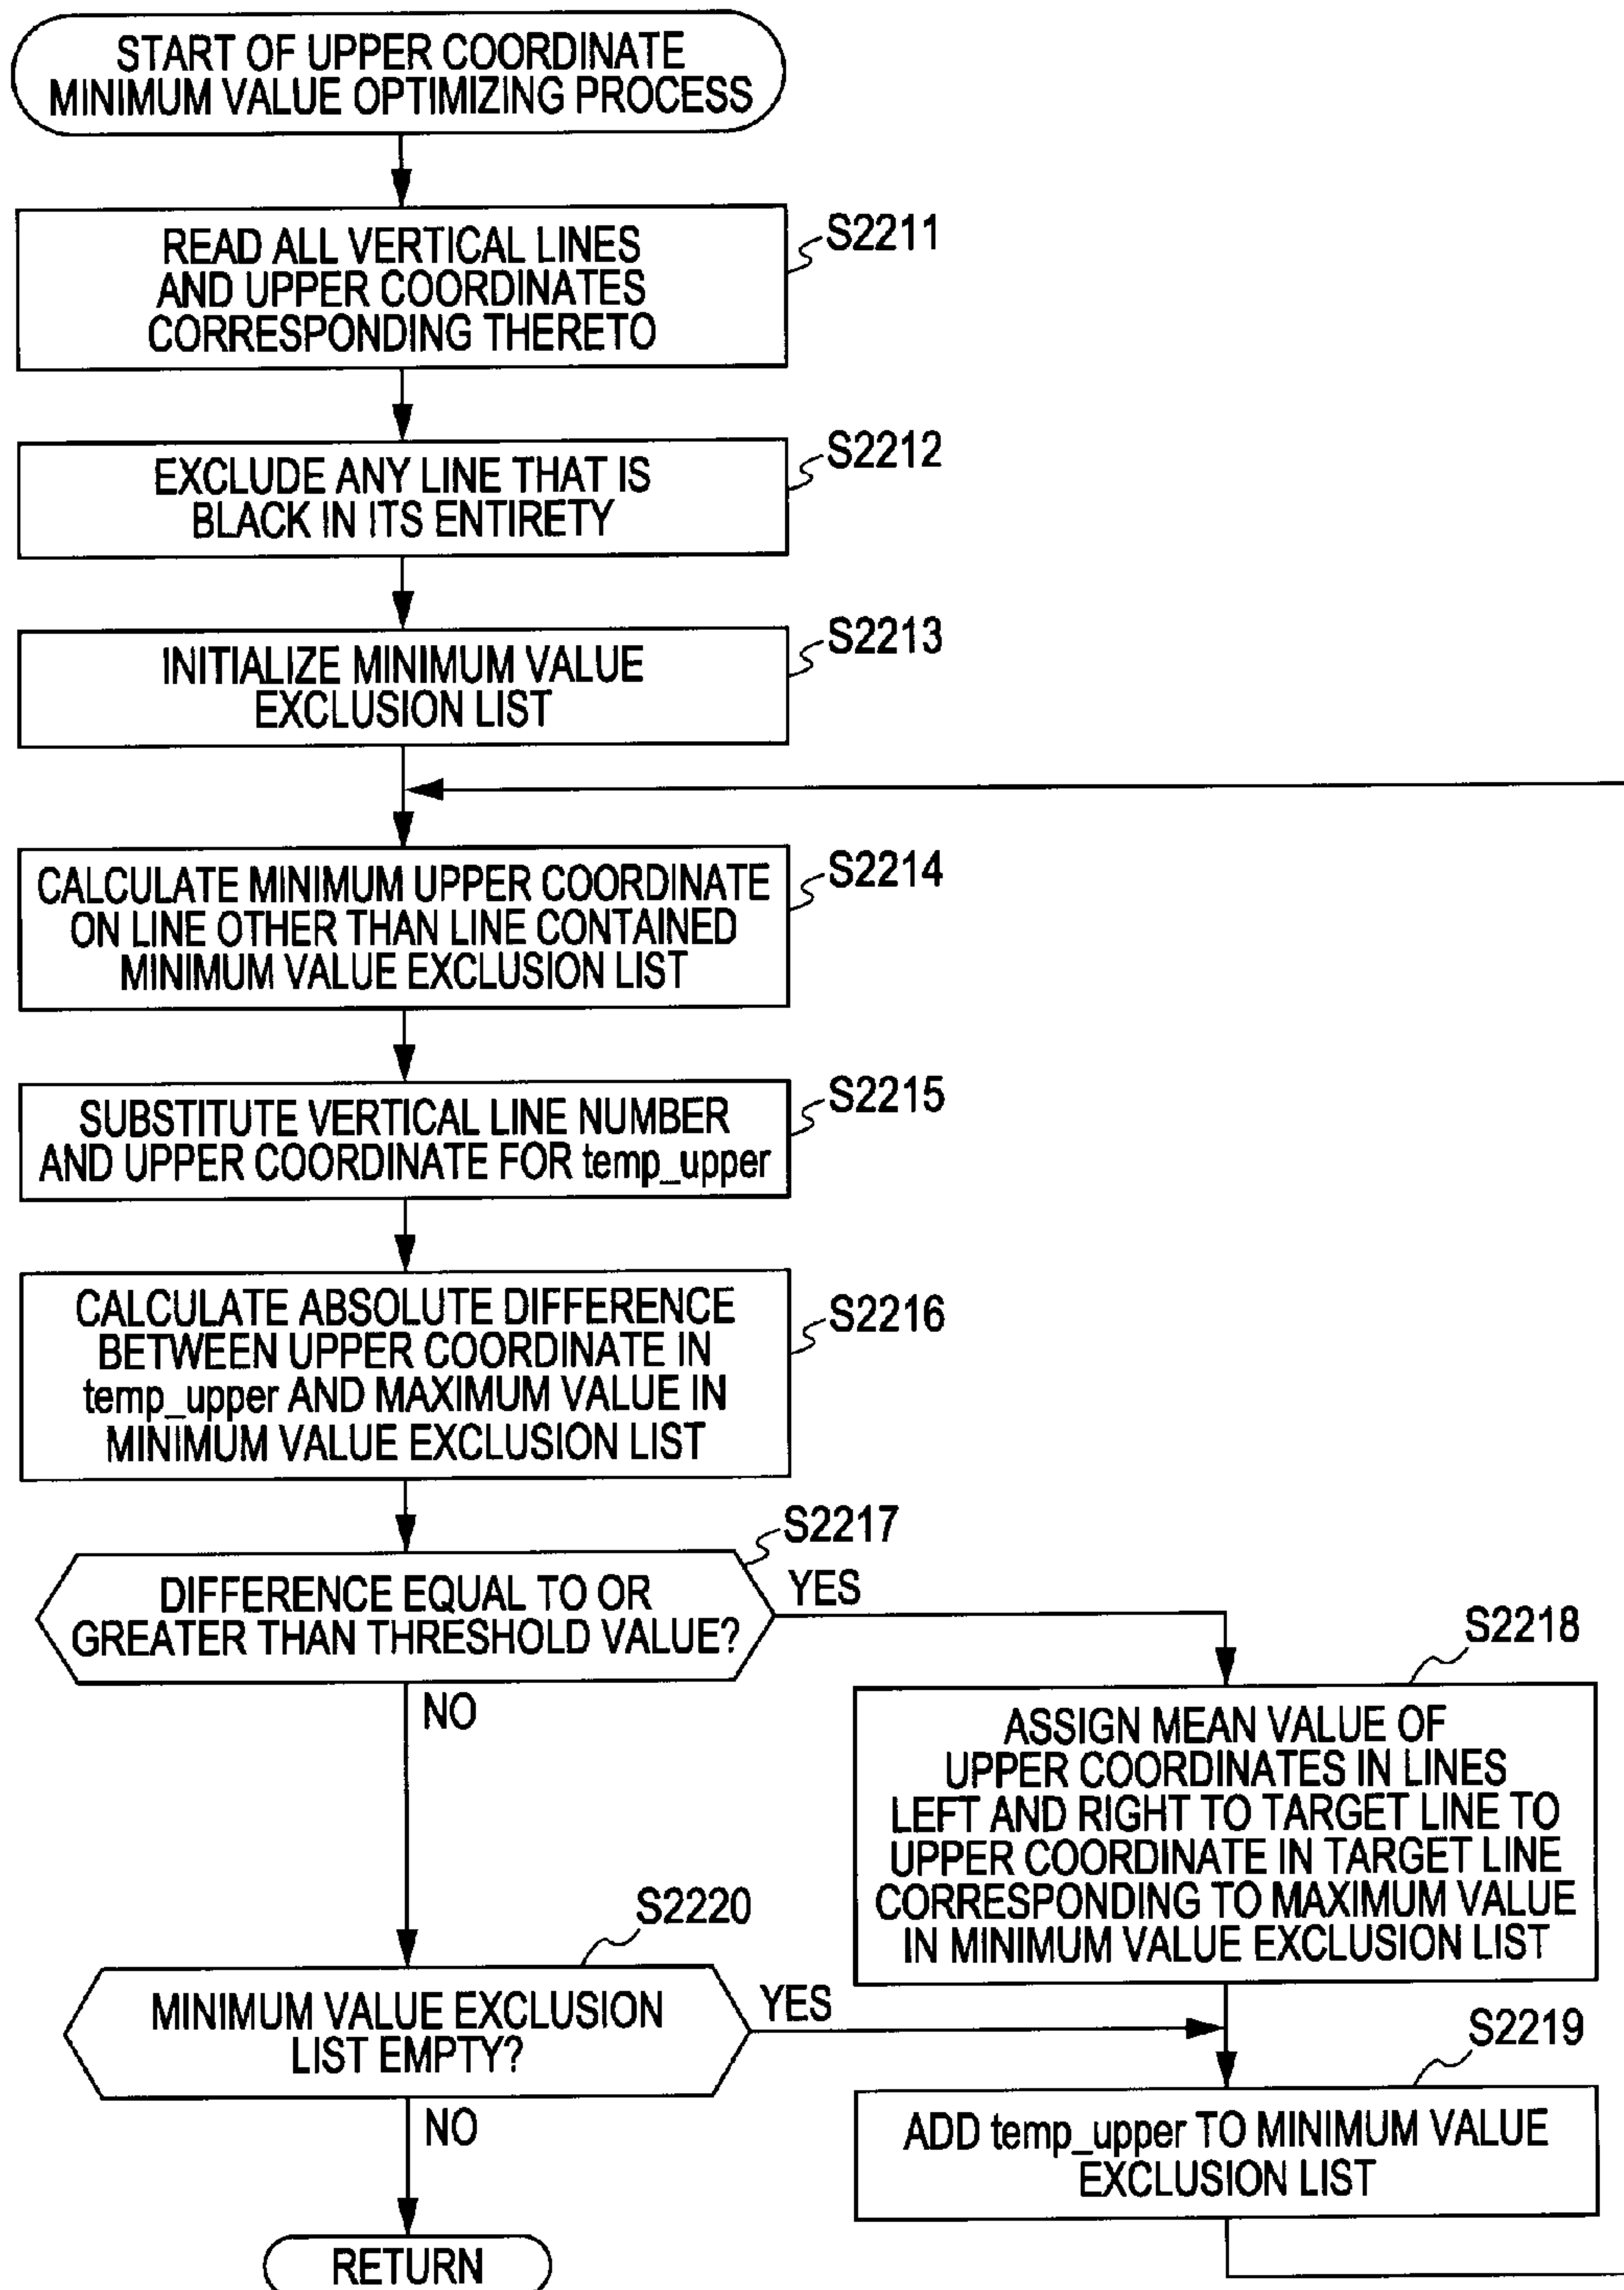 START OF UPPER COORDINATE
MINIMUM VALUE OPTIMIZING PROCESS
S2211
READ ALL VERTICAL LINES
AND UPPER COORDINATES
CORRESPONDING THERETO
S2212
EXCLUDE ANY LINE THAT IS
BLACK IN ITS ENTIRETY
S2213
INITIALIZE MINIMUM VALUE
EXCLUSION LIST
S2214
CALCULATE MINIMUM UPPER COORDINATE
ON LINE OTHER THAN LINE CONTAINED
MINIMUM VALUE EXCLUSION LIST
S2215
SUBSTITUTE VERTICAL LINE NUMBER
AND UPPER COORDINATE FOR temp_upper
S2216
CALCULATE ABSOLUTE DIFFERENCE
BETWEEN UPPER COORDINATE IN
temp_upper AND MAXIMUM VALUE IN
MINIMUM VALUE EXCLUSION LIST
S2217
DIFFERENCE EQUAL TO OR
GREATER THAN THRESHOLD VALUE?
YES
NO
S2218
ASSIGN MEAN VALUE OF
UPPER COORDINATES IN LINES
LEFT AND RIGHT TO TARGET LINE TO
UPPER COORDINATE IN TARGET LINE
CORRESPONDING TO MAXIMUM VALUE
IN MINIMUM VALUE EXCLUSION LIST
S2220
MINIMUM VALUE EXCLUSION
LIST EMPTY?
YES
NO
S2219
ADD temp_upper TO MINIMUM VALUE
EXCLUSION LIST
RETURN